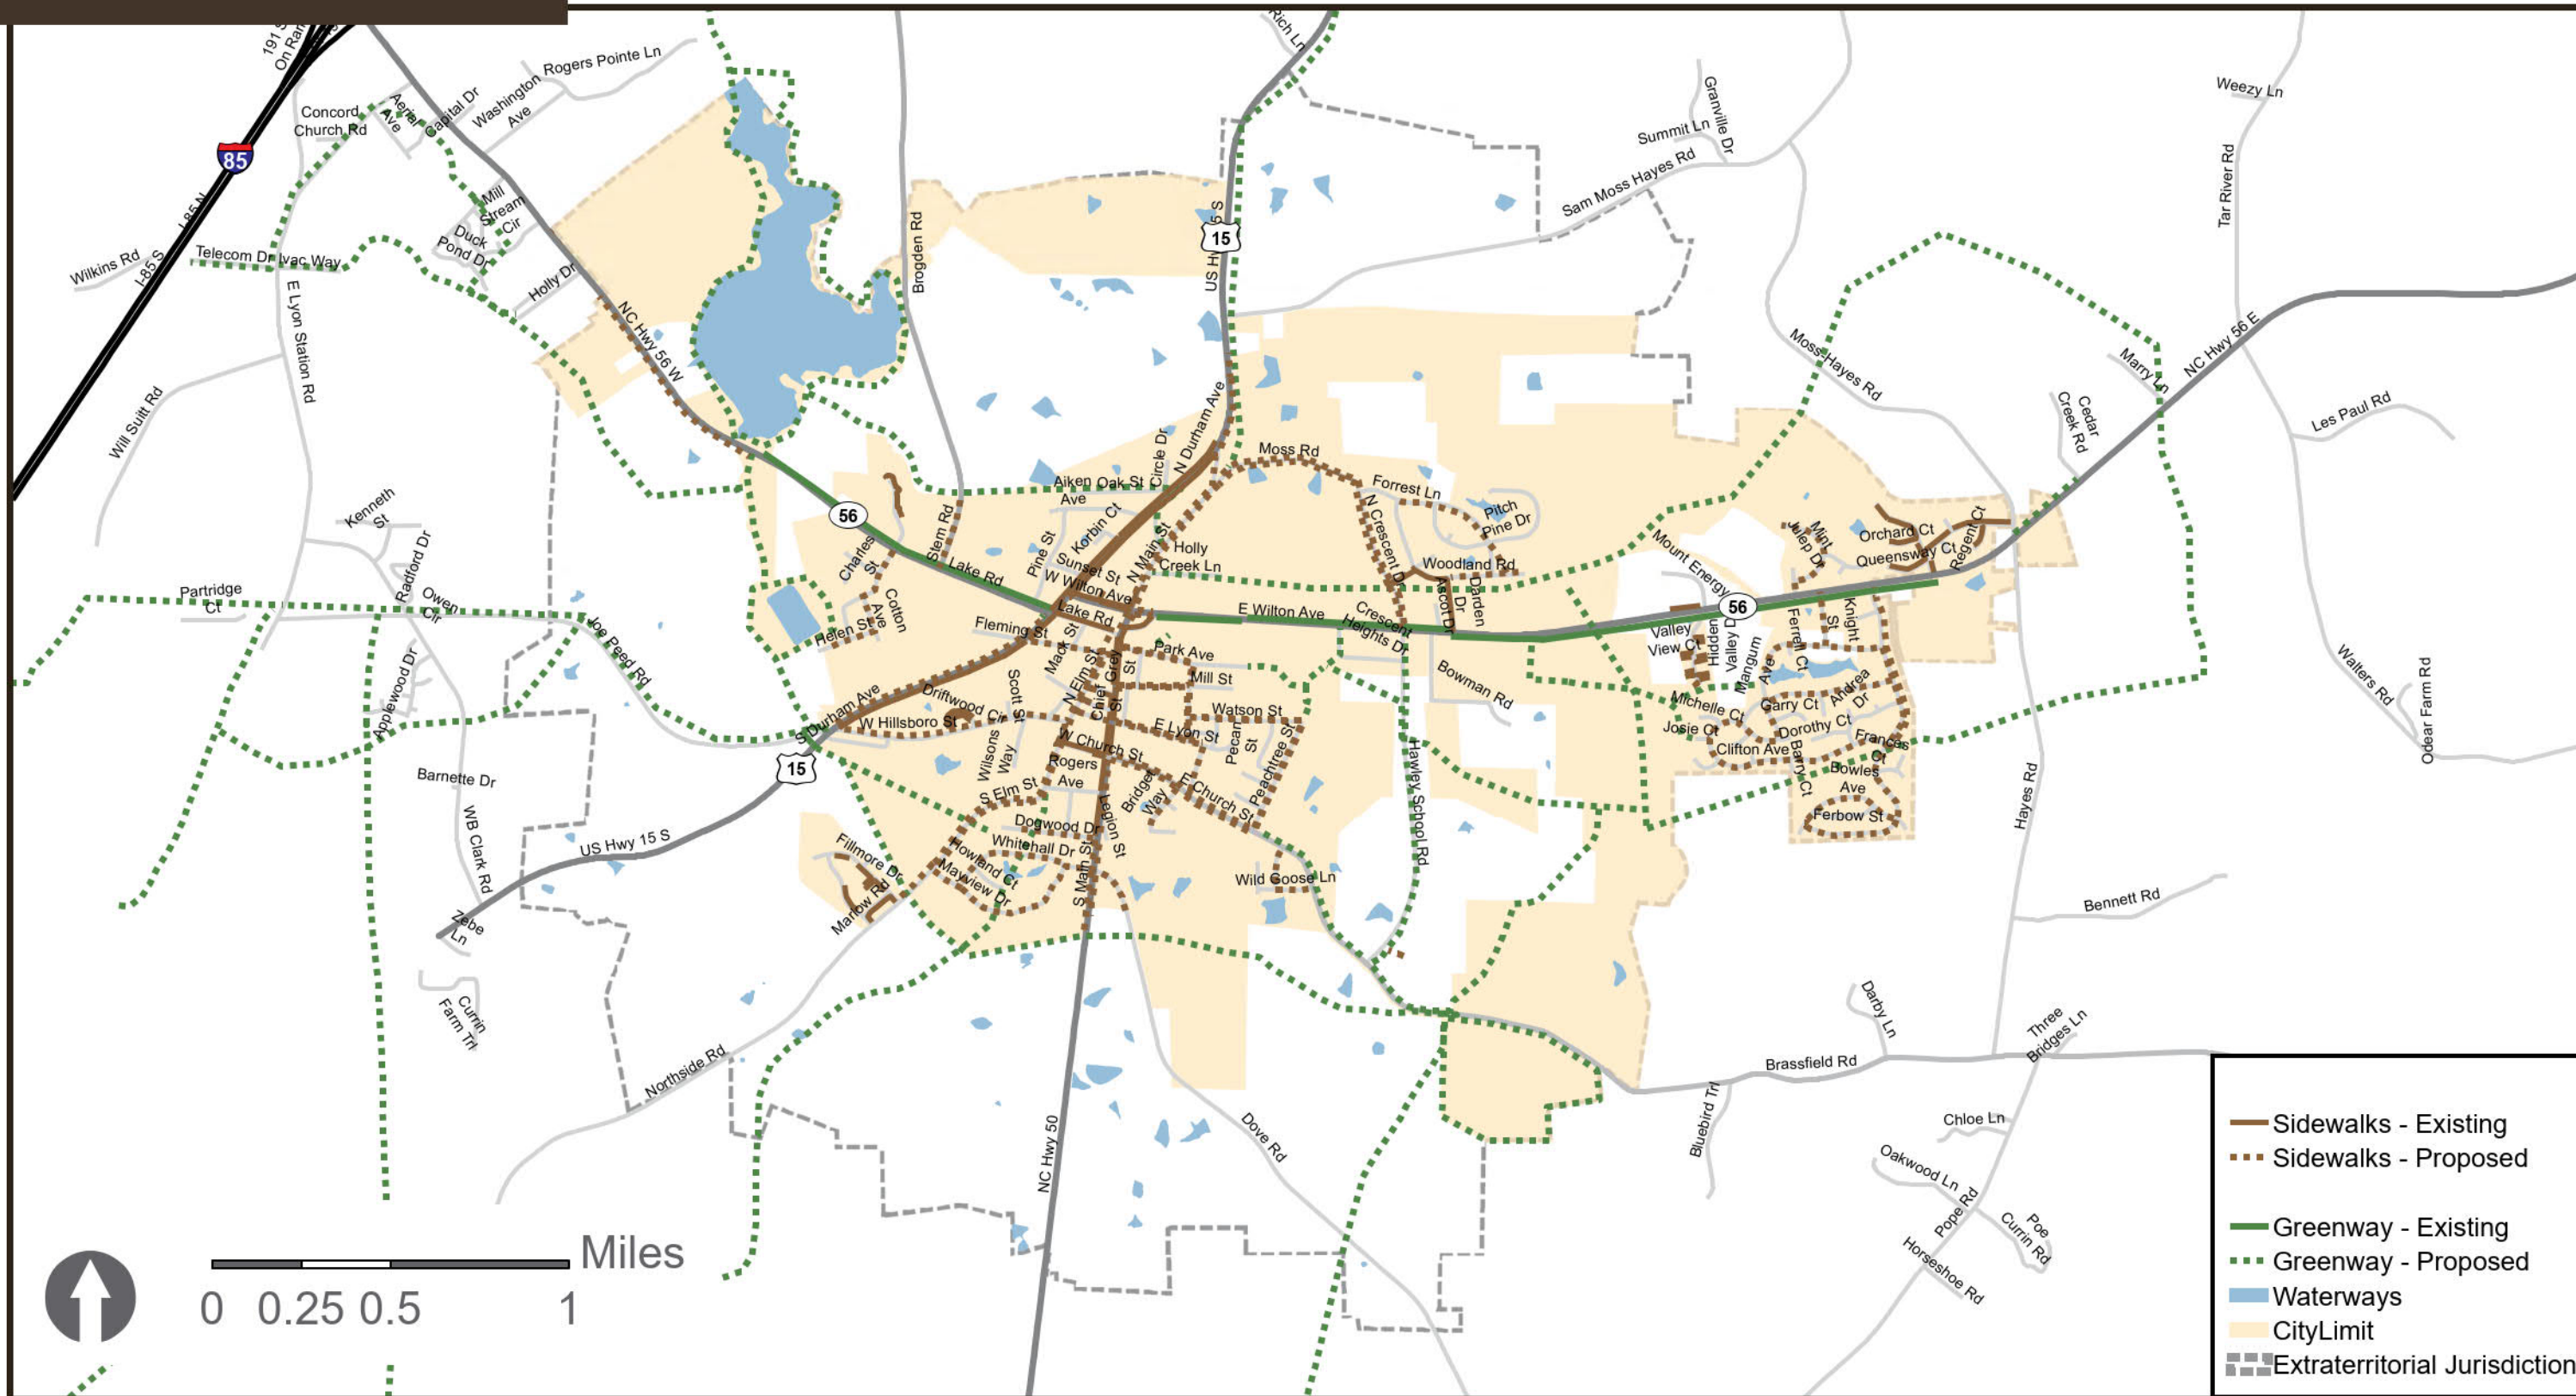 Rich Ln
191 S
On Ran
Rogers Pointe Ln
Washington
Ave
Capital Dr
Aerial
Ave
Concord
Church Rd
85
I-85 N
I-85 S
Wilkins Rd
Telecom Dr
Ivac Way
Mill
Stream
Cir
Duck
Pond Dr
Holly Dr
E Lyon Station Rd
NC Hwy 56 W
Will Suitt Rd
Brogden Rd
15
Granville Dr
Summit Ln
Sam Moss Hayes Rd
Weezy Ln
Tar River Rd
NC Hwy 56 E
Marry Ln
Moss-Hayes Rd
Cedar
Creek Rd
Les Paul Rd
N Durham Ave
Circle Dr
Moss Rd
Aiken
Ave
Oak St
Forrest Ln
Pitch
Pine Dr
N Crescent Dr
56
Stem Rd
Charles
St
Lake Rd
Pine St
Korbin Ct
Sunset St
W Wilton Ave
N Main St
Holly
Creek Ln
Woodland Rd
Ascot Dr
Darden
Dr
Mount Energy
Mint
Julep Dr
Orchard Ct
Queensway Ct
Regent Ct
56
Kenneth
St
Radford Dr
Owen
Cir
Partridge
Ct
Joe Peed Rd
Applewood Dr
Cotton
Ave
Helen St
Fleming St
Lake Rd
Mack St
E Wilton Ave
Crescent
Heights Dr
Valley
View Ct
Hidden
Valley D
Mangum
Ave
Ferrell Ct
Knight
St
Park Ave
Mill St
N Elm St
Chief
St
Grey
St
Scott St
Driftwood Cir
S Durham Ave
W Hillsboro St
Wilsons
Way
Watson St
E Lyon St
Pecan
St
Peachtree St
Bowman Rd
Michelle Ct
Josie Ct
Garry Ct
Andrea
Dr
Dorothy Ct
Clifton Ave
Barry Ct
Frances
Ct
Bowles
Ave
Ferbow St
Walters Rd
Odear Farm Rd
15
W Church St
Rogers
Ave
Bridget
Way
E Church St
Hawley School Rd
Barnette Dr
WB Clark Rd
US Hwy 15 S
S Elm St
Dogwood Dr
Whitehall Dr
Legion St
S Main St
Howland Ct
Mayview Dr
Fillmore Dr
Marlow Rd
Wild Goose Ln
Hayes Rd
Bennett Rd
Zebe
Ln
Currin
Farm Trl
Northside Rd
Darby Ln
Three
Bridges Ln
Brassfield Rd
Bluebird Trl
Chloe Ln
Oakwood Ln
Pope Rd
Poe
Currin Rd
Horseshoe Rd
NC Hwy 50
Dove Rd
Miles
0 0.25 0.5 1
Sidewalks - Existing
Sidewalks - Proposed
Greenway - Existing
Greenway - Proposed
Waterways
CityLimit
Extraterritorial Jurisdiction